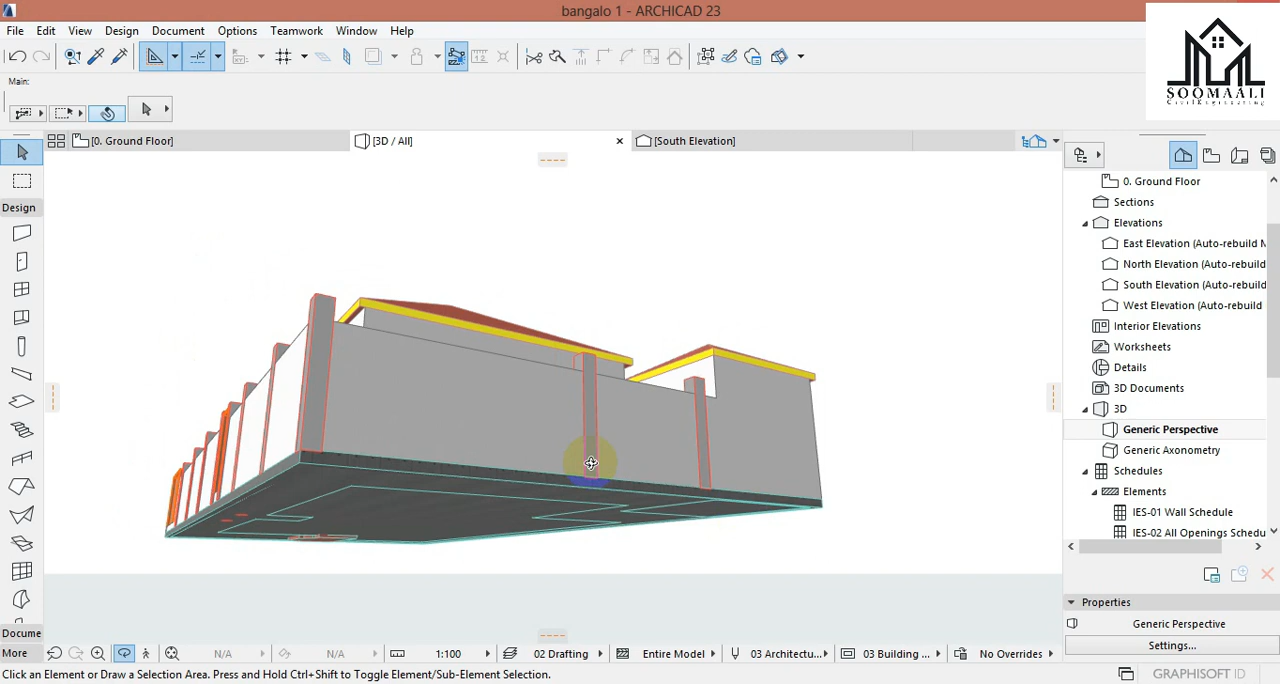 bangalo 1 - ARCHICAD 23
File Edit View Design Document Options Teamwork Window Help
SOOMAALI
Civil Engineering
Main:
[0. Ground Floor]
[3D / All]
[South Elevation]
Design
0. Ground Floor
Sections
Elevations
East Elevation (Auto-rebuild M
North Elevation (Auto-rebuild
South Elevation (Auto-rebuild
West Elevation (Auto-rebuild
Interior Elevations
Worksheets
Details
3D Documents
3D
Generic Perspective
Generic Axonometry
Schedules
Elements
IES-01 Wall Schedule
IES-02 All Openings Schedu
Properties
Generic Perspective
Settings...
Docume
More
N/A
N/A
1:100
02 Drafting
Entire Model
03 Architectu...
03 Building ...
No Overrides
Click an Element or Draw a Selection Area. Press and Hold Ctrl+Shift to Toggle Element/Sub-Element Selection.
GRAPHISOFT ID